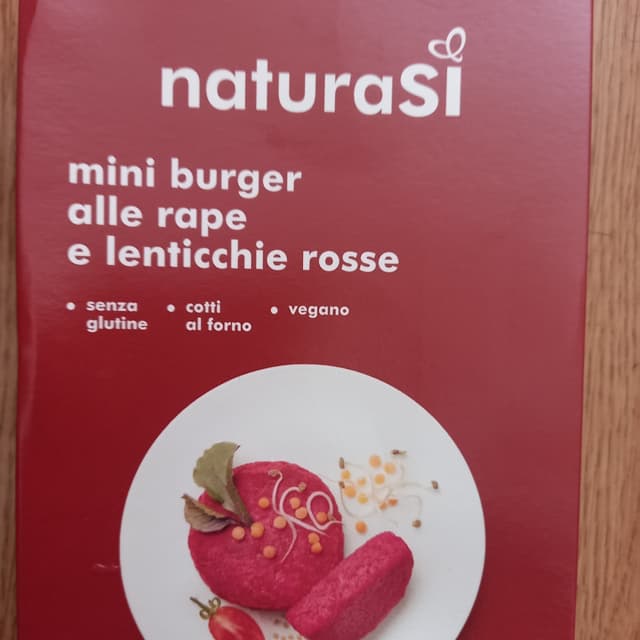 naturasì
mini burger
alle rape
e lenticchie rosse
• senza glutine
• cotti al forno
• vegano